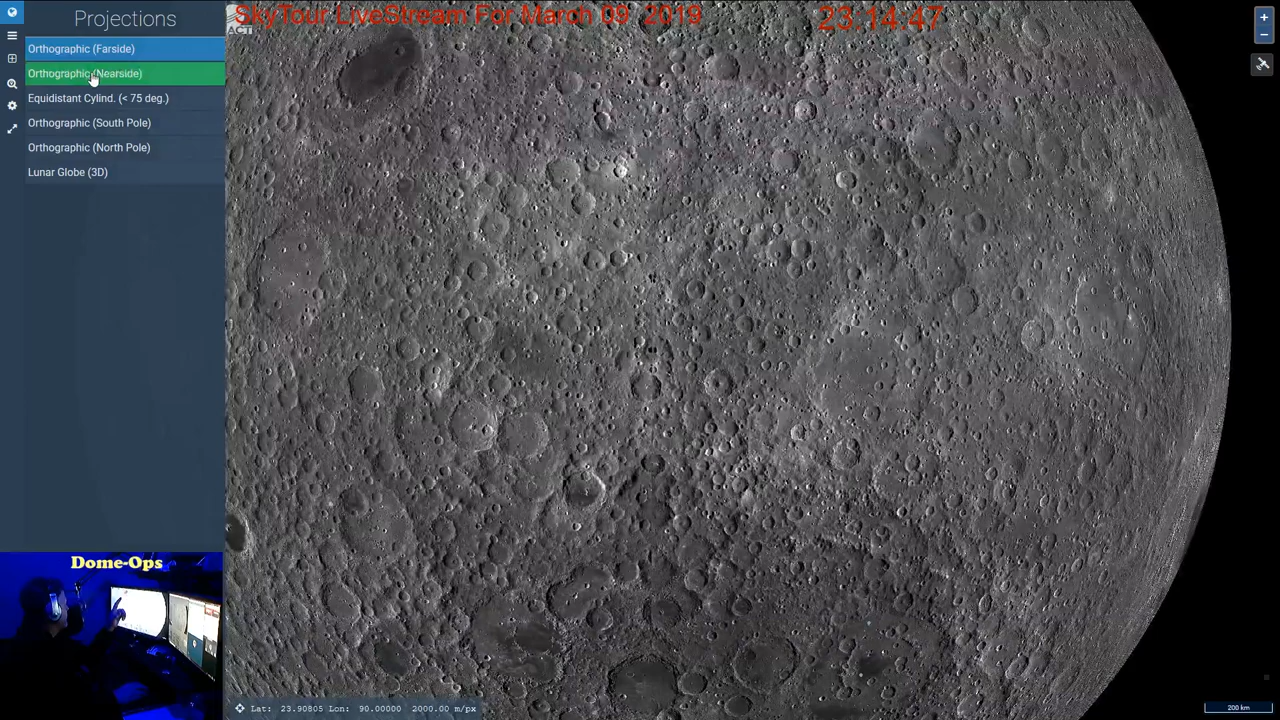 Projections
Orthographic (Farside)
Orthographic (Nearside)
Equidistant Cylind. (< 75 deg.)
Orthographic (South Pole)
Orthographic (North Pole)
Lunar Globe (3D)
SkyTour LiveStream For March 09 2019
23:14:47
ACT
+
−
Dome-Ops
Lat: 23.90805 Lon: 90.00000 2000.00 m/px
200 km